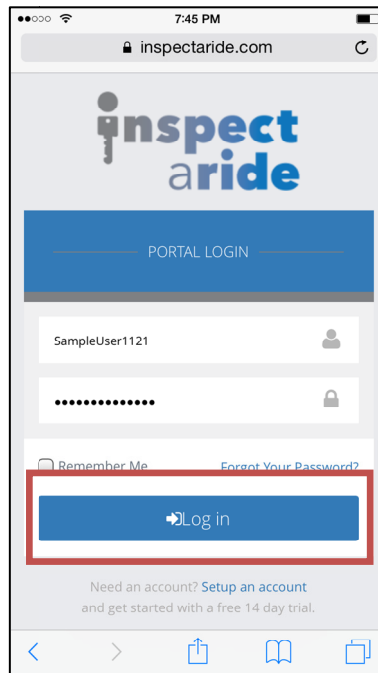 7:45 PM
inspectaride.com
inspect
aride
PORTAL LOGIN
SampleUser1121
Remember Me Forgot Your Password?
Log in
Need an account? Setup an account
and get started with a free 14 day trial.